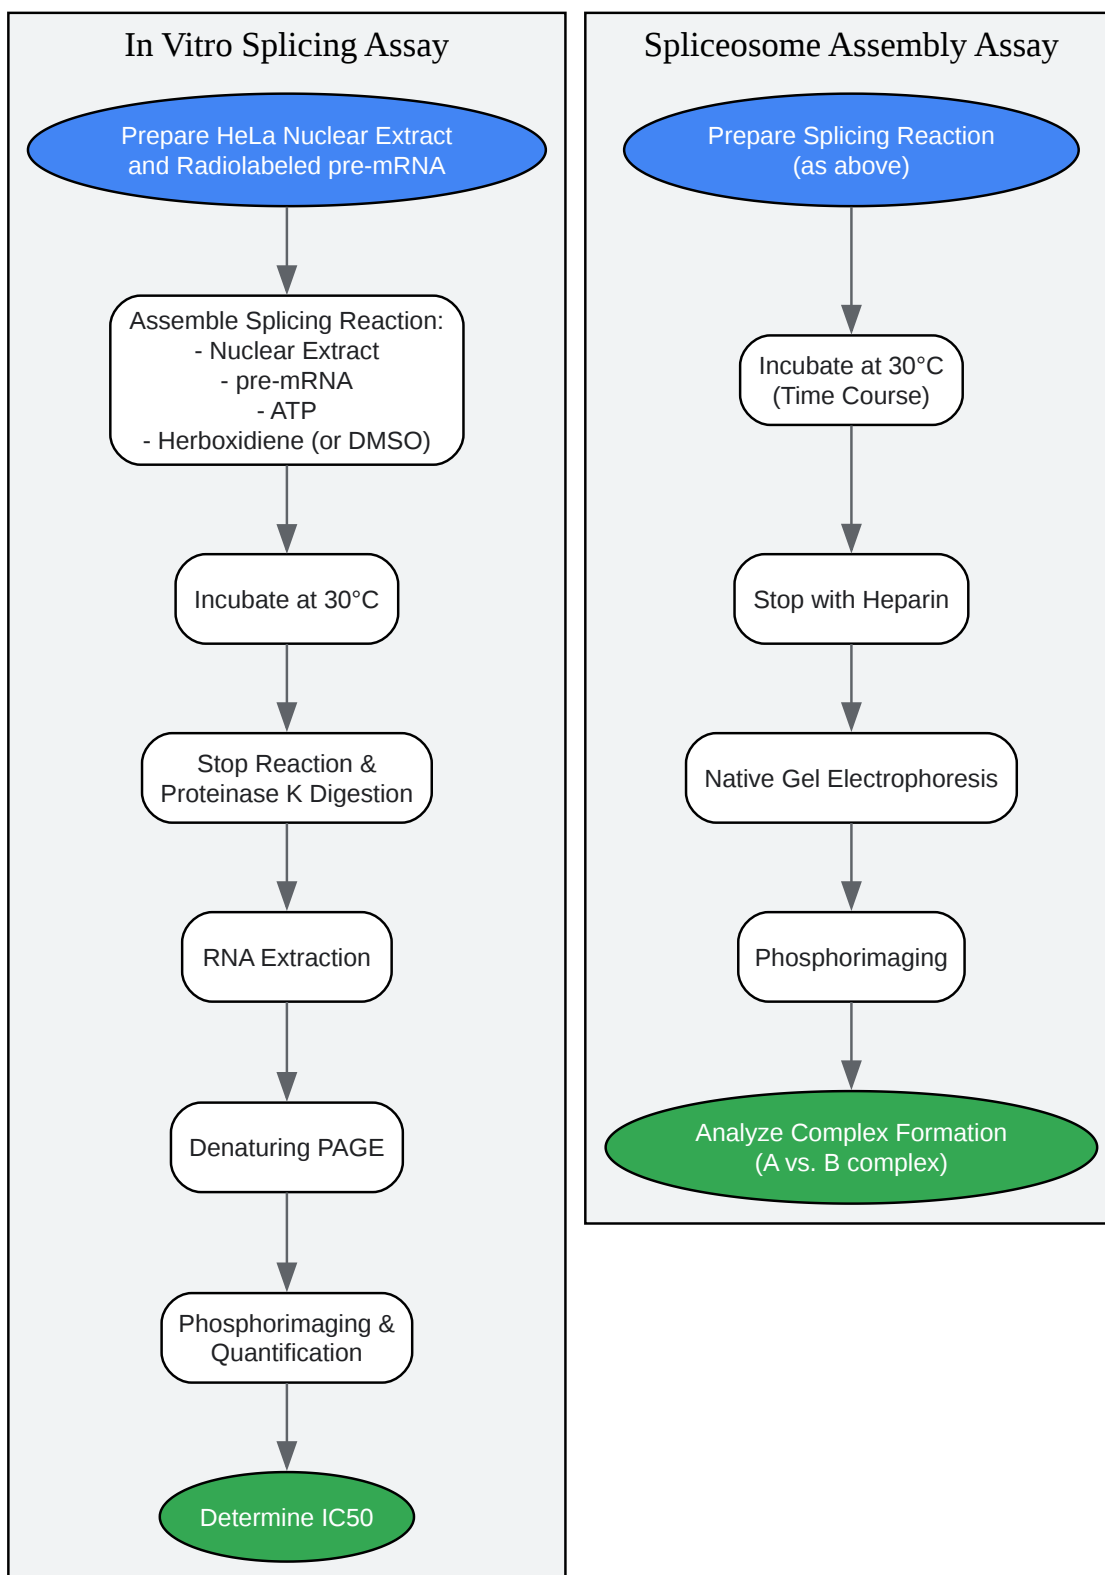 In Vitro Splicing Assay
Prepare HeLa Nuclear Extract
and Radiolabeled pre-mRNA
Assemble Splicing Reaction:
- Nuclear Extract
- pre-mRNA
- ATP
- Herboxidiene (or DMSO)
Incubate at 30°C
Stop Reaction &
Proteinase K Digestion
RNA Extraction
Denaturing PAGE
Phosphorimaging &
Quantification
Determine IC50
Spliceosome Assembly Assay
Prepare Splicing Reaction
(as above)
Incubate at 30°C
(Time Course)
Stop with Heparin
Native Gel Electrophoresis
Phosphorimaging
Analyze Complex Formation
(A vs. B complex)